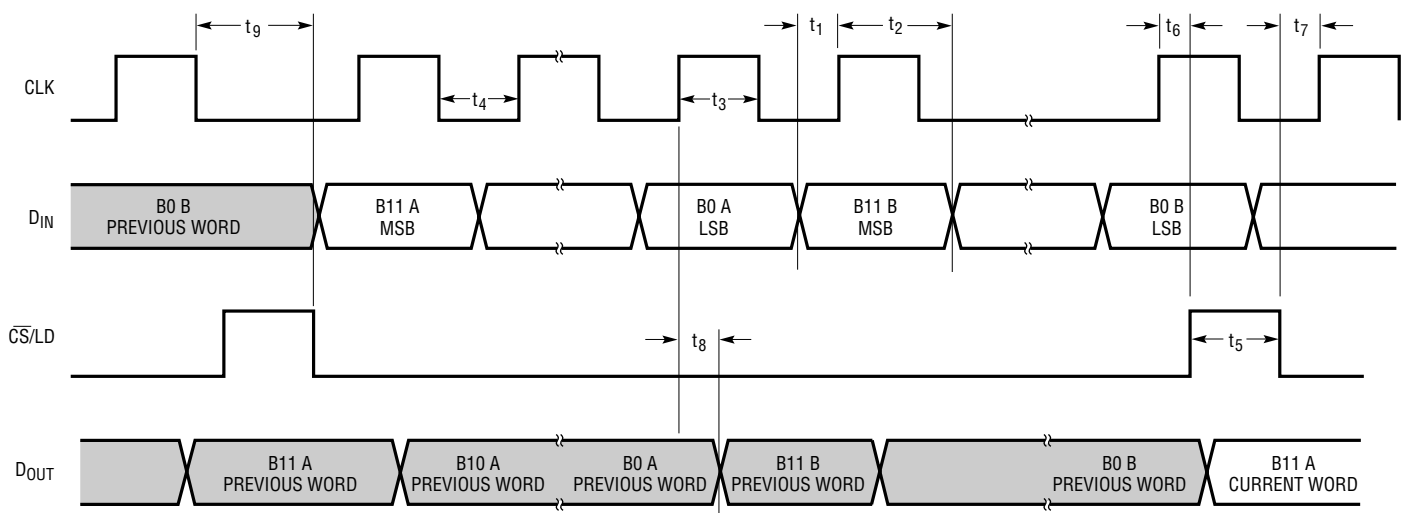 t9
t1
t2
t6
t7
CLK
t4
t3
DIN
B0 B
PREVIOUS WORD
B11 A
MSB
B0 A
LSB
B11 B
MSB
B0 B
LSB
CS/LD
t8
t5
DOUT
B11 A
PREVIOUS WORD
B10 A
PREVIOUS WORD
B0 A
PREVIOUS WORD
B11 B
PREVIOUS WORD
B0 B
PREVIOUS WORD
B11 A
CURRENT WORD